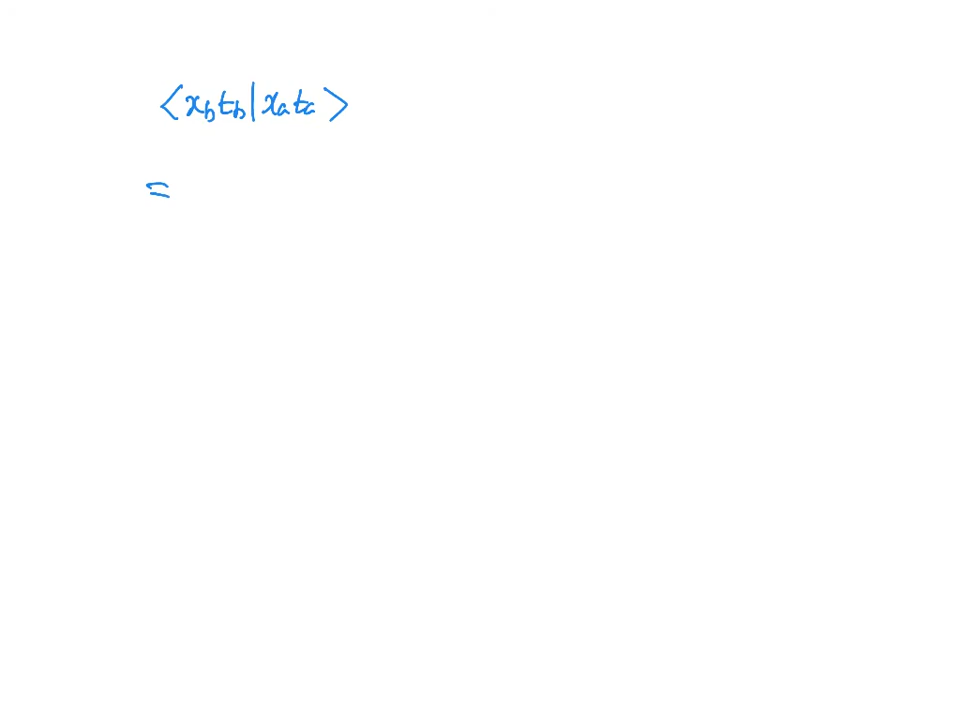 ⟨x_b t_b | x_a t_a⟩
=